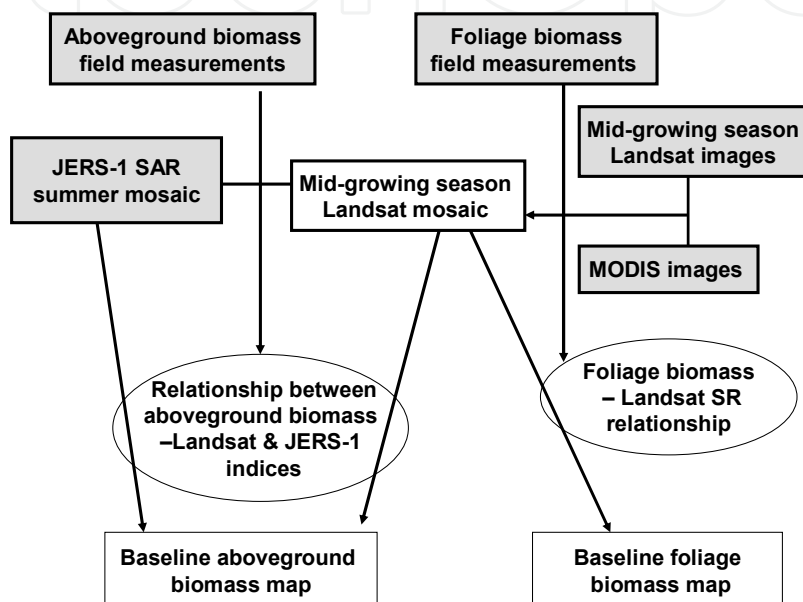 Aboveground biomass
field measurements
Foliage biomass
field measurements
Mid-growing season
Landsat images
JERS-1 SAR
summer mosaic
Mid-growing season
Landsat mosaic
MODIS images
Relationship between
aboveground biomass
–Landsat & JERS-1
indices
Foliage biomass
– Landsat SR
relationship
Baseline aboveground
biomass map
Baseline foliage
biomass map